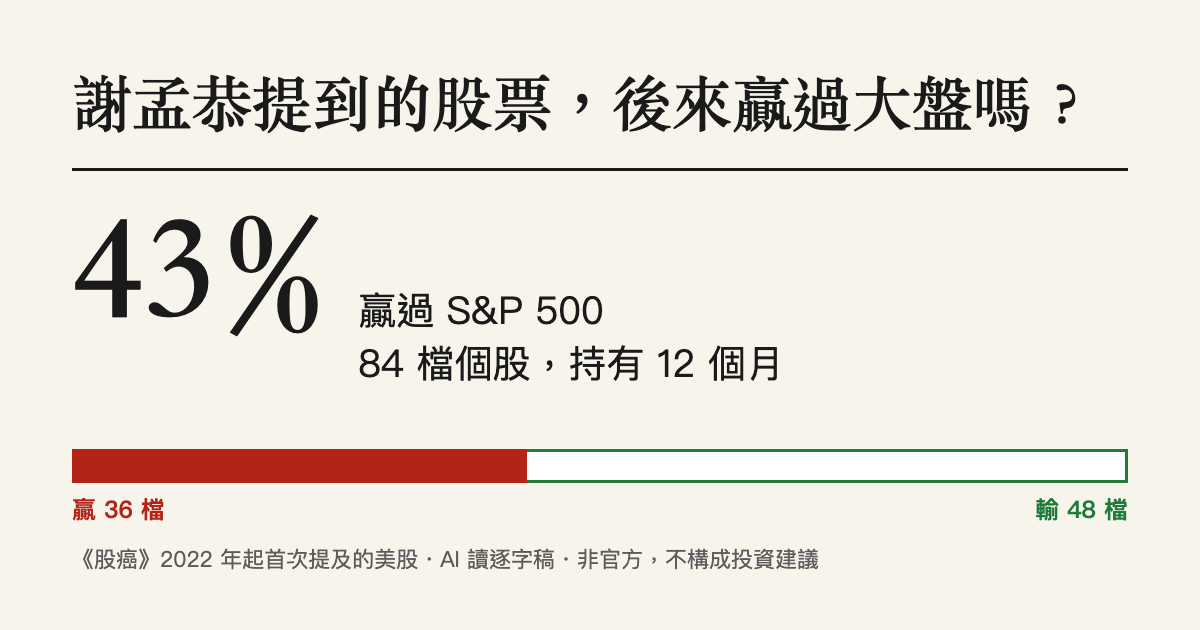 謝孟恭提到的股票，後來贏過大盤嗎？
43%
贏過 S&P 500
84 檔個股，持有 12 個月
贏 36 檔
輸 48 檔
《股癌》2022 年起首次提及的美股 · AI 讀逐字稿 · 非官方，不構成投資建議